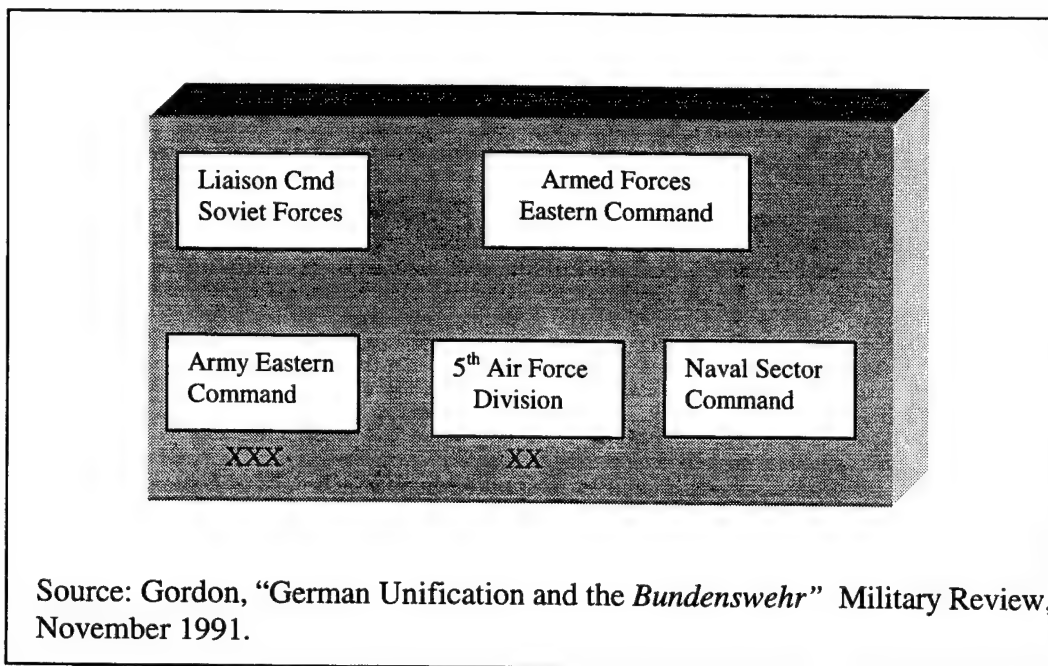 Liaison Cmd
Soviet Forces
Armed Forces
Eastern Command
Army Eastern
Command
XXX
5th Air Force
Division
XX
Naval Sector
Command
Source: Gordon, “German Unification and the Bundenswehr” Military Review,
November 1991.